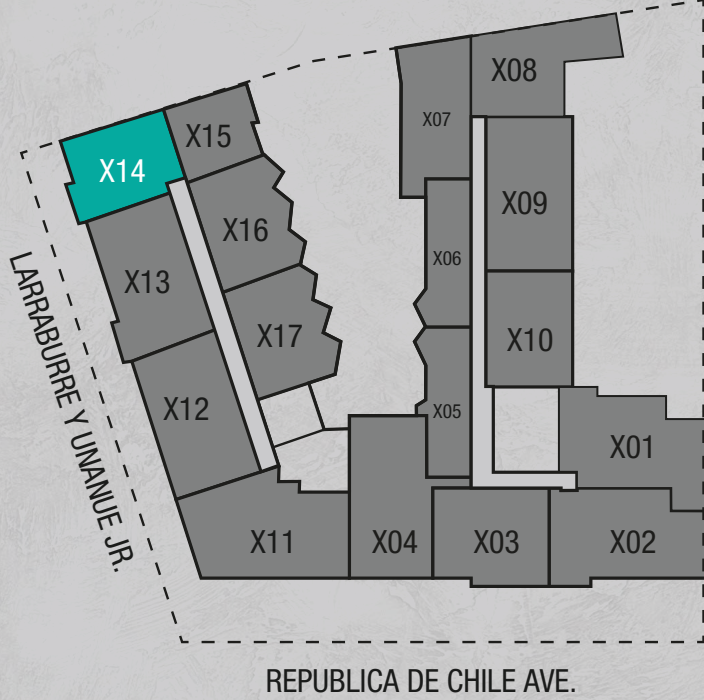 X08
X07
X15
X14
X09
X16
X06
X13
X17
X10
X05
X12
X01
X11
X04
X03
X02
LARRABURRE Y UNANUE JR.
REPUBLICA DE CHILE AVE.